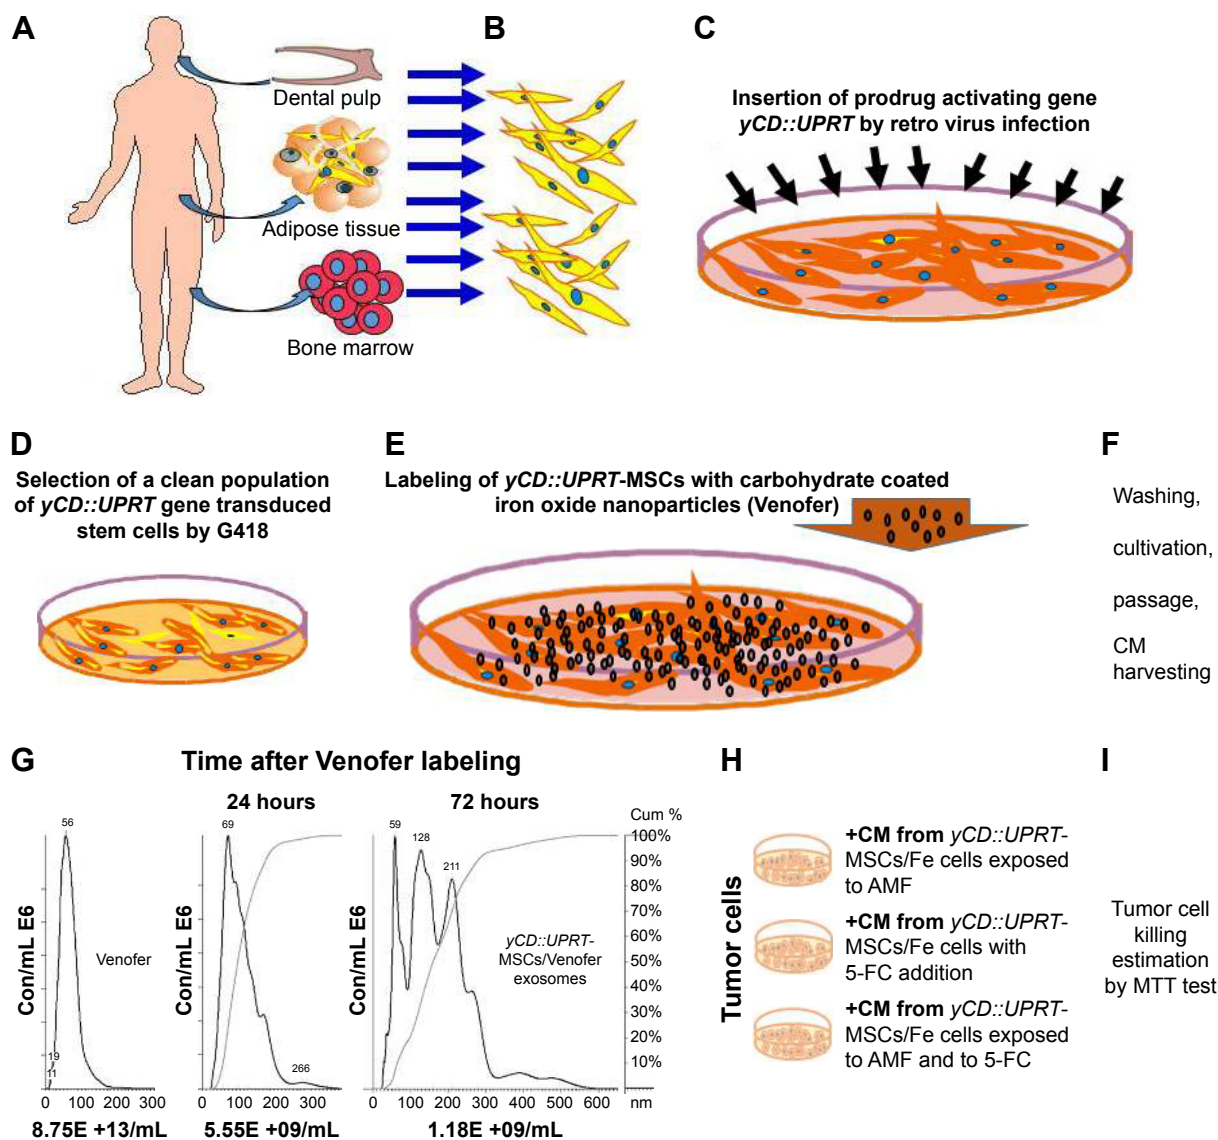 A
B
C
Dental pulp
Adipose tissue
Bone marrow
Insertion of prodrug activating gene
yCD::UPRT by retro virus infection
D
Selection of a clean population
of yCD::UPRT gene transduced
stem cells by G418
E
Labeling of yCD::UPRT-MSCs with carbohydrate coated
iron oxide nanoparticles (Venofer)
F
Washing,
cultivation,
passage,
CM
harvesting
G
Time after Venofer labeling
24 hours
72 hours
Con/mL E6
56
19
11
Venofer
0 100 200 300
8.75E +13/mL
Con/mL E6
69
266
0 100 200 300
5.55E +09/mL
Con/mL E6
59
128
211
yCD::UPRT-
MSCs/Venofer
exosomes
Cum %
100%
90%
80%
70%
60%
50%
40%
30%
20%
10%
0 100 200 300 400 500 600 nm
1.18E +09/mL
H
Tumor cells
+CM from yCD::UPRT-
MSCs/Fe cells exposed
to AMF
+CM from yCD::UPRT-
MSCs/Fe cells with
5-FC addition
+CM from yCD::UPRT-
MSCs/Fe cells exposed
to AMF and to 5-FC
I
Tumor cell
killing
estimation
by MTT test